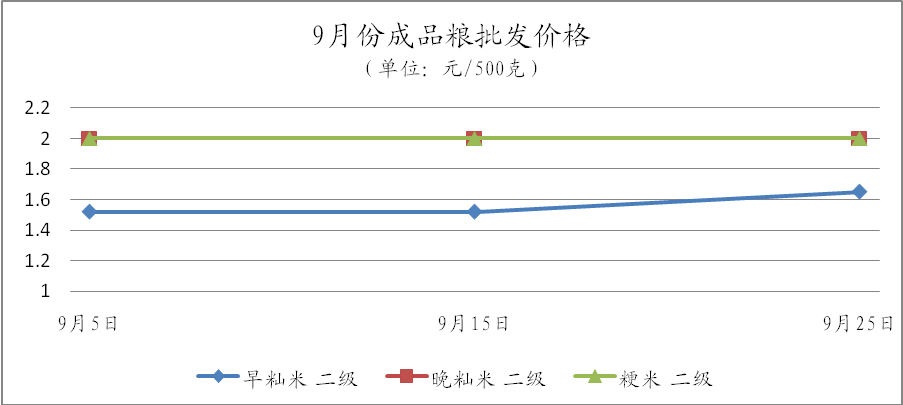 9月份成品粮批发价格
（单位：元/500克）
2.2
2
1.8
1.6
1.4
1.2
1
9月5日 9月15日 9月25日
早籼米 二级 晚籼米 二级 粳米 二级